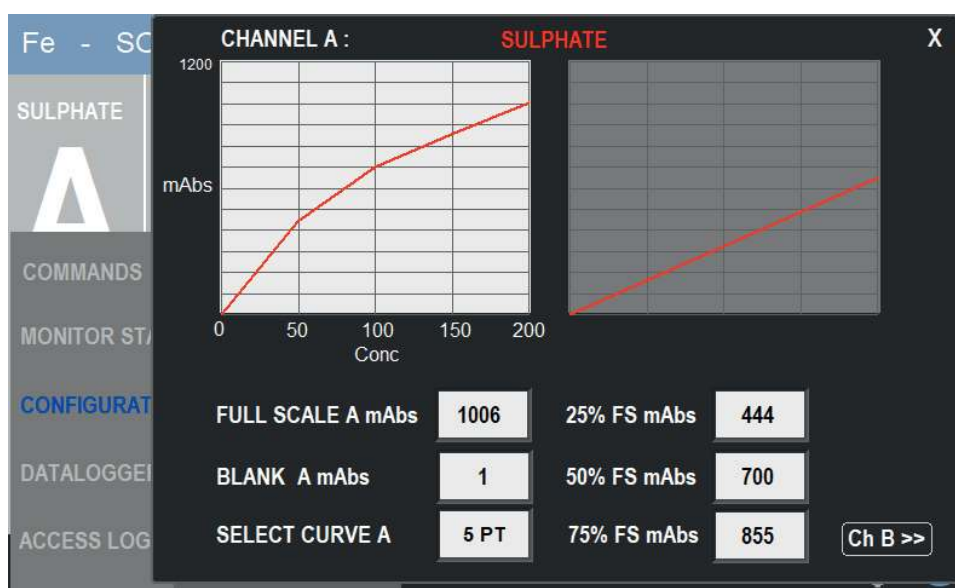 Fe - SO
CHANNEL A : SULPHATE X
SULPHATE
A
1200
mAbs
0 50 100 150 200
Conc
COMMANDS
MONITOR STA
CONFIGURAT
DATALOGGE
ACCESS LOG
FULL SCALE A mAbs 1006 25% FS mAbs 444
BLANK A mAbs 1 50% FS mAbs 700
SELECT CURVE A 5 PT 75% FS mAbs 855
Ch B >>